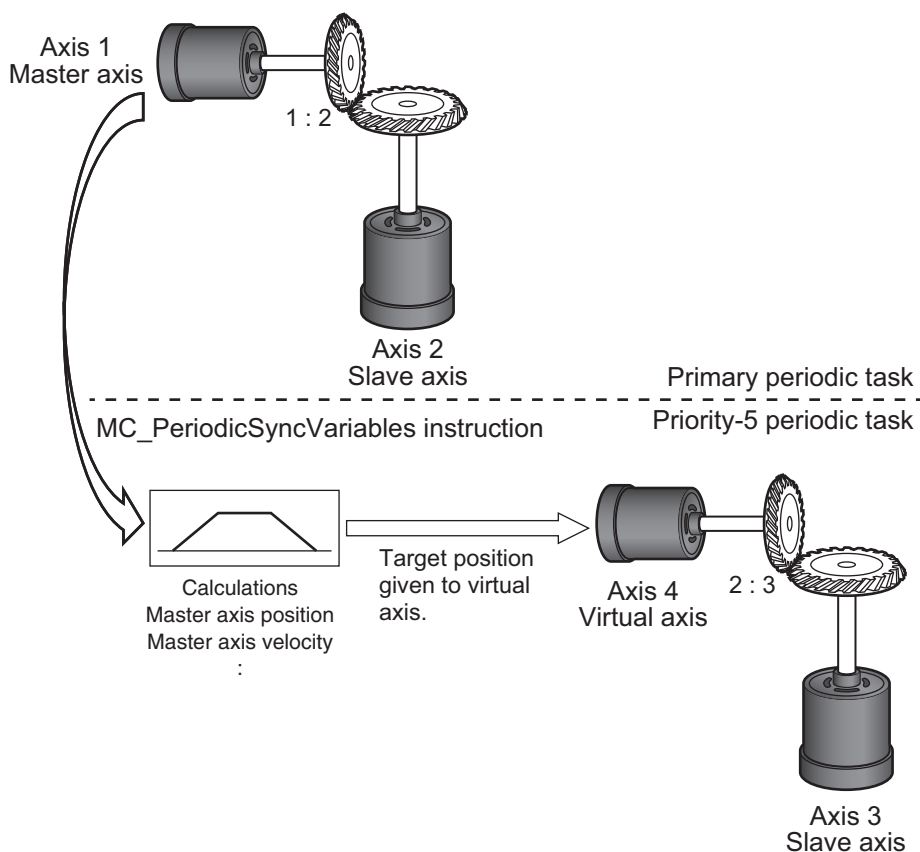 Axis 1
Master axis
1 : 2
Axis 2
Slave axis
Primary periodic task
MC_PeriodicSyncVariables instruction
Priority-5 periodic task
Calculations
Master axis position
Master axis velocity
:
Target position
given to virtual
axis.
Axis 4
Virtual axis
2 : 3
Axis 3
Slave axis